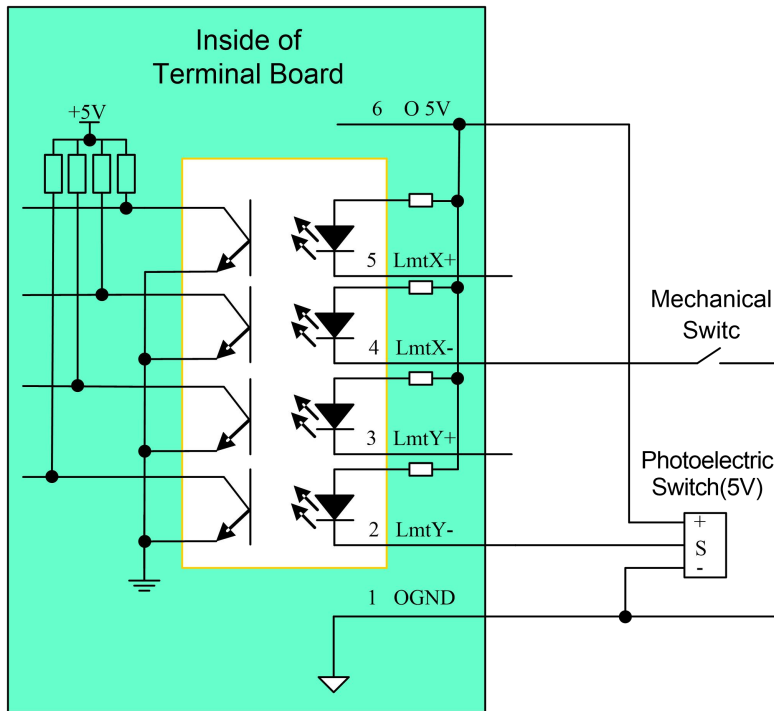 Inside of
Terminal Board
+5V
6 O 5V
5 LmtX+
4 LmtX-
3 LmtY+
2 LmtY-
1 OGND
Mechanical
Switc
Photoelectric
Switch(5V)
+
S
-